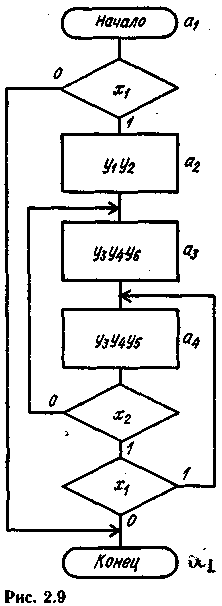 Начало a1
0
x1
1
y1y2 a2
y3y4y6 a3
y3y4y5 a4
0 x2
1
x1 1
0
Конец a1
Рис. 2.9